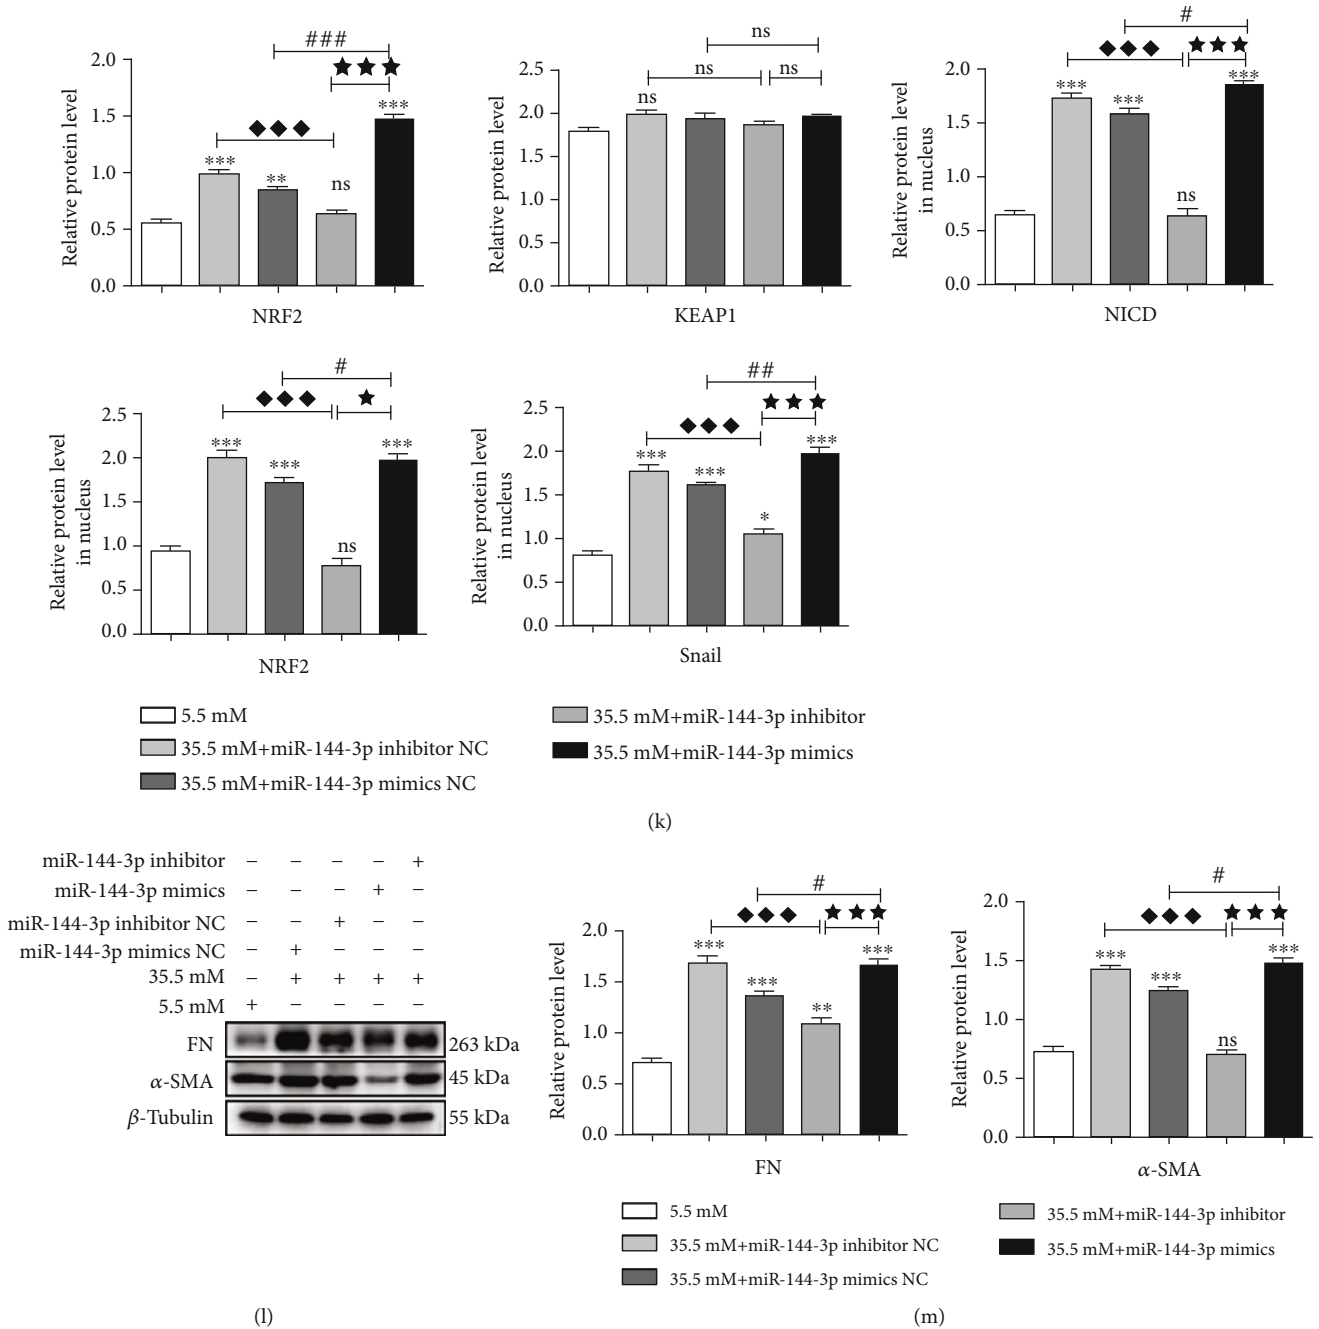 ###
★★★
◆◆◆
***
**
ns
***
2.0
1.5
1.0
0.5
0.0
Relative protein level
NRF2
ns
ns
ns
ns
2.5
2.0
1.5
1.0
0.5
0.0
Relative protein level
KEAP1
#
◆◆◆
★★★
***
***
ns
***
2.0
1.5
1.0
0.5
0.0
Relative protein level
in nucleus
NICD
#
◆◆◆
★
***
***
ns
***
2.5
2.0
1.5
1.0
0.5
0.0
Relative protein level
in nucleus
NRF2
##
★★★
◆◆◆
***
***
*
***
2.5
2.0
1.5
1.0
0.5
0.0
Relative protein level
in nucleus
Snail
5.5 mM
35.5 mM+miR-144-3p inhibitor NC
35.5 mM+miR-144-3p mimics NC
35.5 mM+miR-144-3p inhibitor
35.5 mM+miR-144-3p mimics
(k)
miR-144-3p inhibitor − − − − +
miR-144-3p mimics − − − + −
miR-144-3p inhibitor NC − − + − −
miR-144-3p mimics NC − + − − −
35.5 mM − + + + +
5.5 mM + − − − −
FN 263 kDa
α-SMA 45 kDa
β-Tubulin 55 kDa
(l)
#
◆◆◆
★★★
***
***
**
***
2.0
1.5
1.0
0.5
0.0
Relative protein level
FN
#
◆◆◆
★★★
***
***
ns
***
2.0
1.5
1.0
0.5
0.0
Relative protein level
α-SMA
5.5 mM
35.5 mM+miR-144-3p inhibitor NC
35.5 mM+miR-144-3p mimics NC
35.5 mM+miR-144-3p inhibitor
35.5 mM+miR-144-3p mimics
(m)